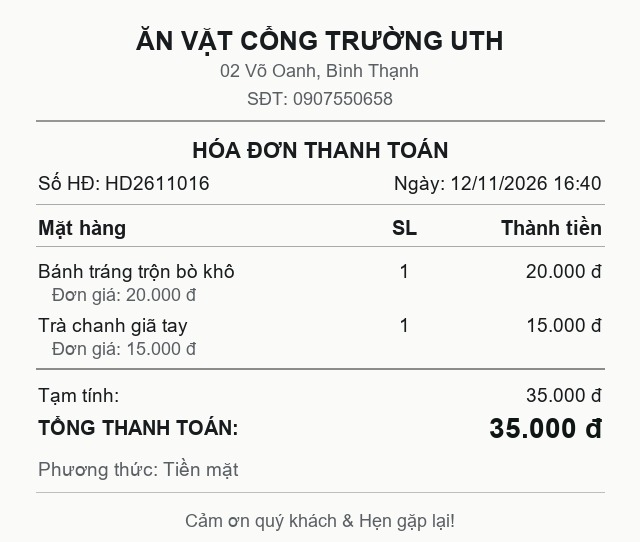 ĂN VẶT CỔNG TRƯỜNG UTH
02 Võ Oanh, Bình Thạnh
SĐT: 0907550658
HÓA ĐƠN THANH TOÁN
Số HĐ: HD2611016 Ngày: 12/11/2026 16:40
Mặt hàng SL Thành tiền
Bánh tráng trộn bò khô 1 20.000 đ
Đơn giá: 20.000 đ
Trà chanh giã tay 1 15.000 đ
Đơn giá: 15.000 đ
Tạm tính: 35.000 đ
TỔNG THANH TOÁN: 35.000 đ
Phương thức: Tiền mặt
Cảm ơn quý khách & Hẹn gặp lại!